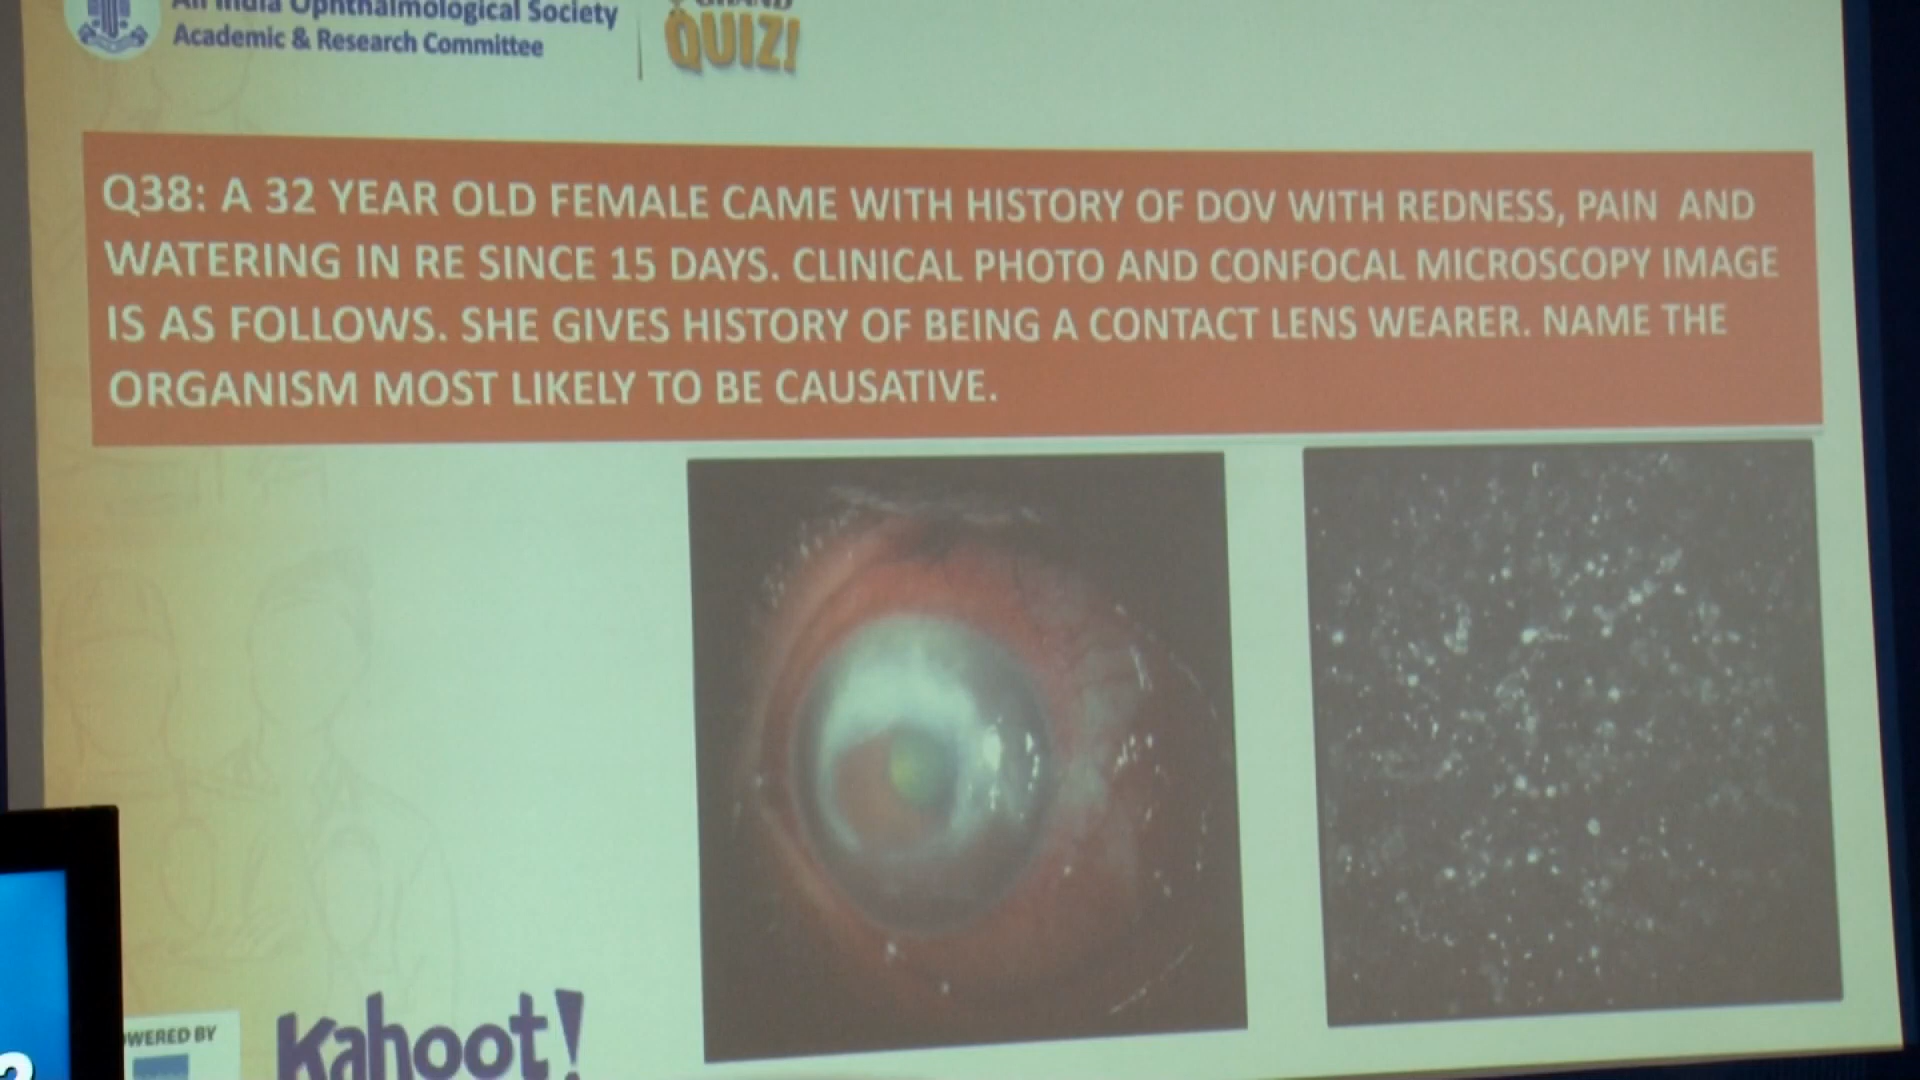 All India Ophthalmological Society
Academic & Research Committee
GRAND
QUIZ!
Q38: A 32 YEAR OLD FEMALE CAME WITH HISTORY OF DOV WITH REDNESS, PAIN AND
WATERING IN RE SINCE 15 DAYS. CLINICAL PHOTO AND CONFOCAL MICROSCOPY IMAGE
IS AS FOLLOWS. SHE GIVES HISTORY OF BEING A CONTACT LENS WEARER. NAME THE
ORGANISM MOST LIKELY TO BE CAUSATIVE.
OWERED BY
Kahoot!